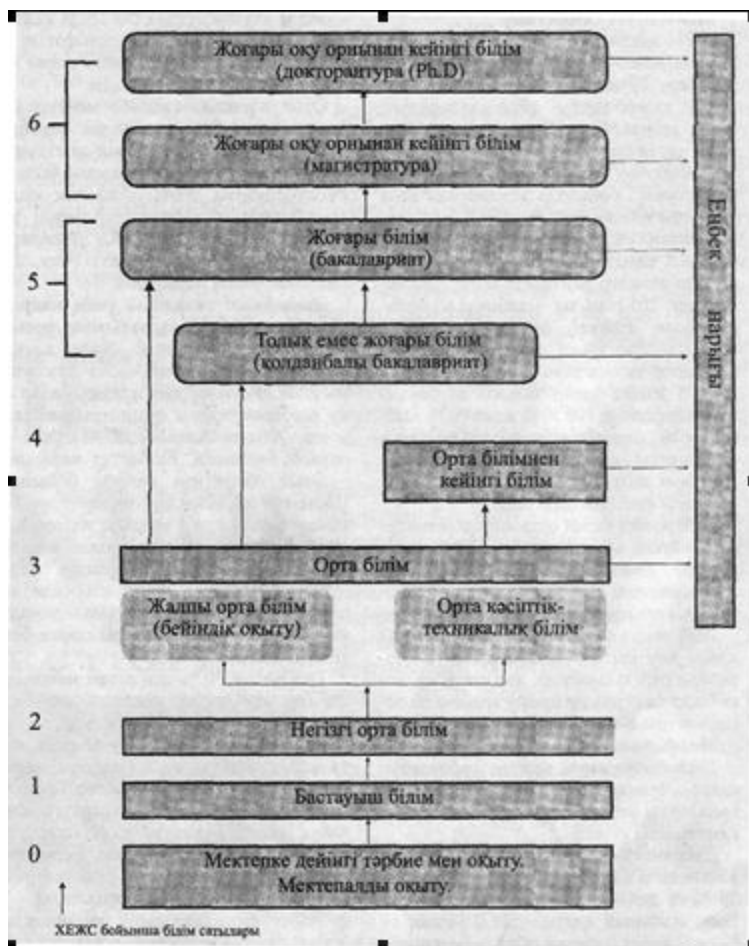 Жоғары оқу орнынан кейінгі білім
(докторантура (Ph.D)
6
Жоғары оқу орнынан кейінгі білім
(магистратура)
Жоғары білім
(бакалавриат)
5
Толық емес жоғары білім
(қолданбалы бакалавриат)
Еңбек нарығы
4
Орта білімнен
кейінгі білім
3
Орта білім
Жалпы орта білім
(бейіндік оқыту)
Орта кәсіптік-
техникалық білім
2
Негізгі орта білім
1
Бастауыш білім
0
Мектепке дейінгі тәрбие мен оқыту.
Мектепалды оқыту.
ХЕЖС бойынша білім сатылары